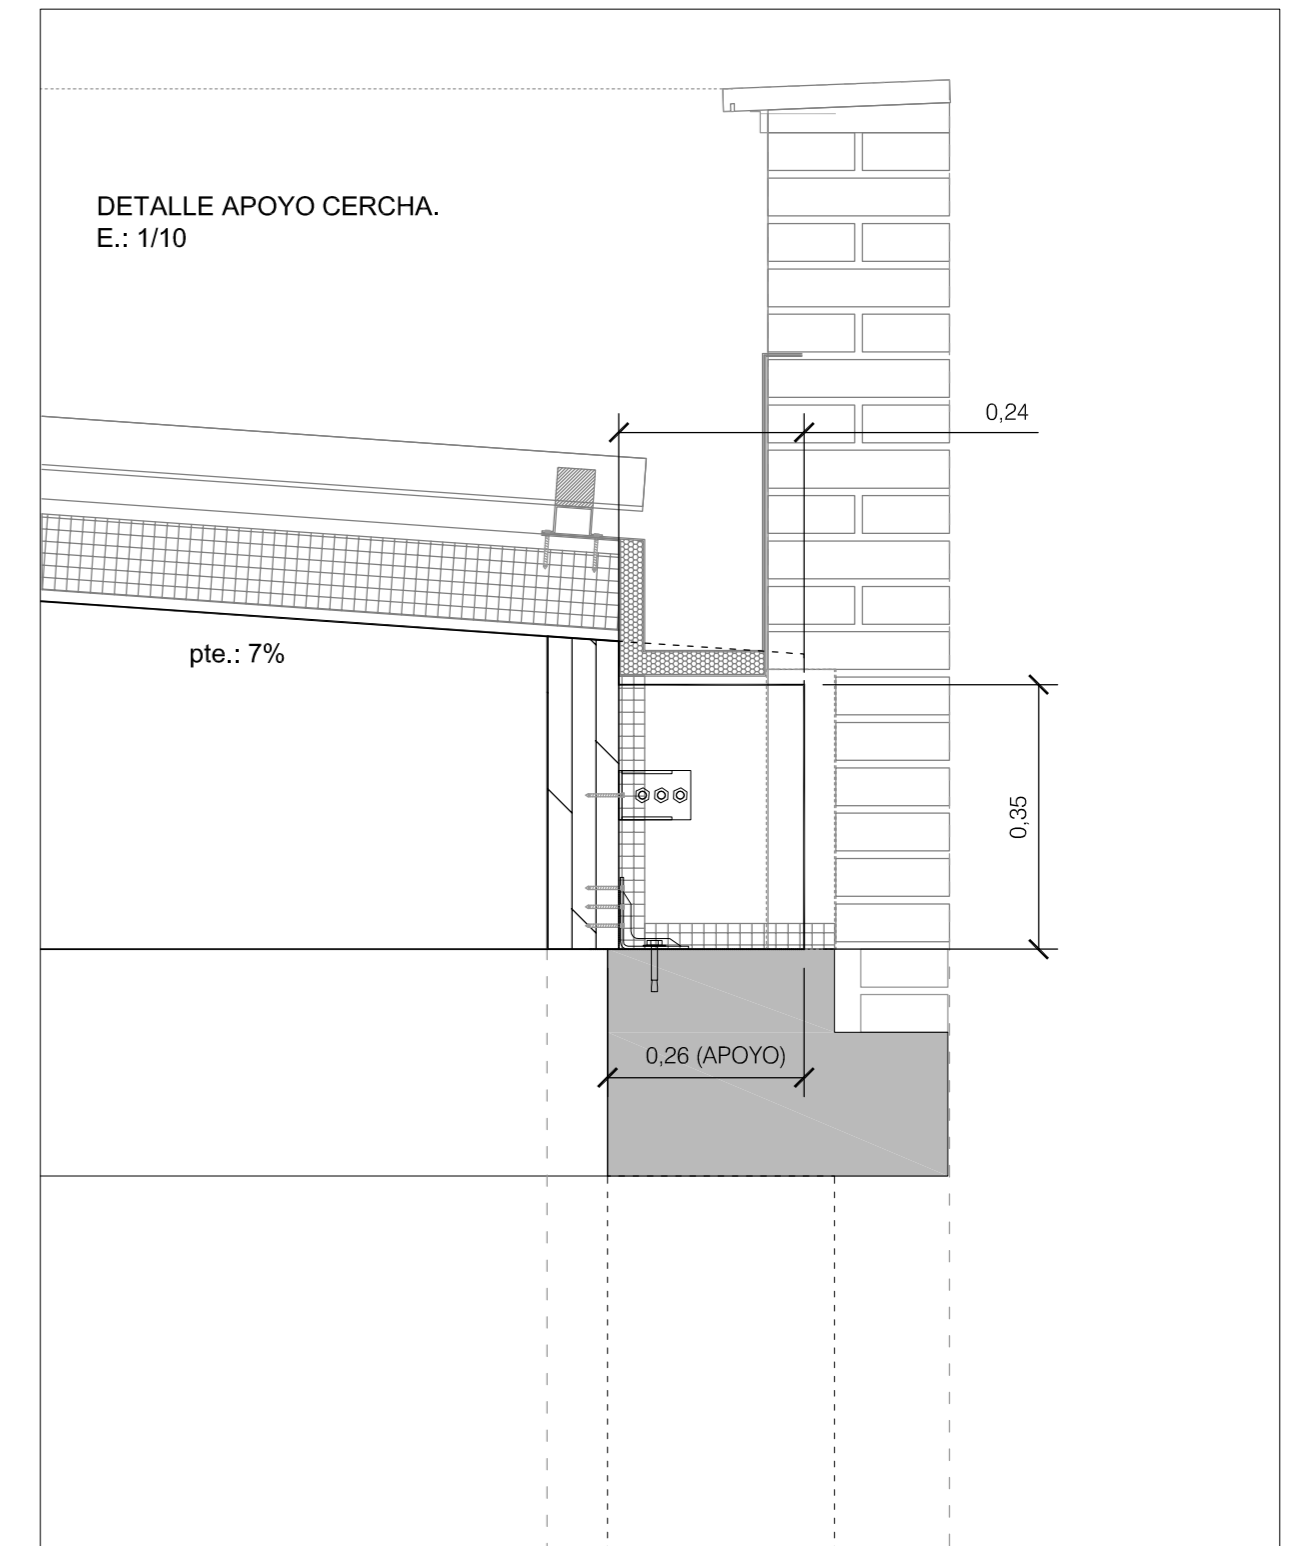 DETALLE APOYO CERCHA.
E.: 1/10
0,24
pte.: 7%
0,35
0,26 (APOYO)